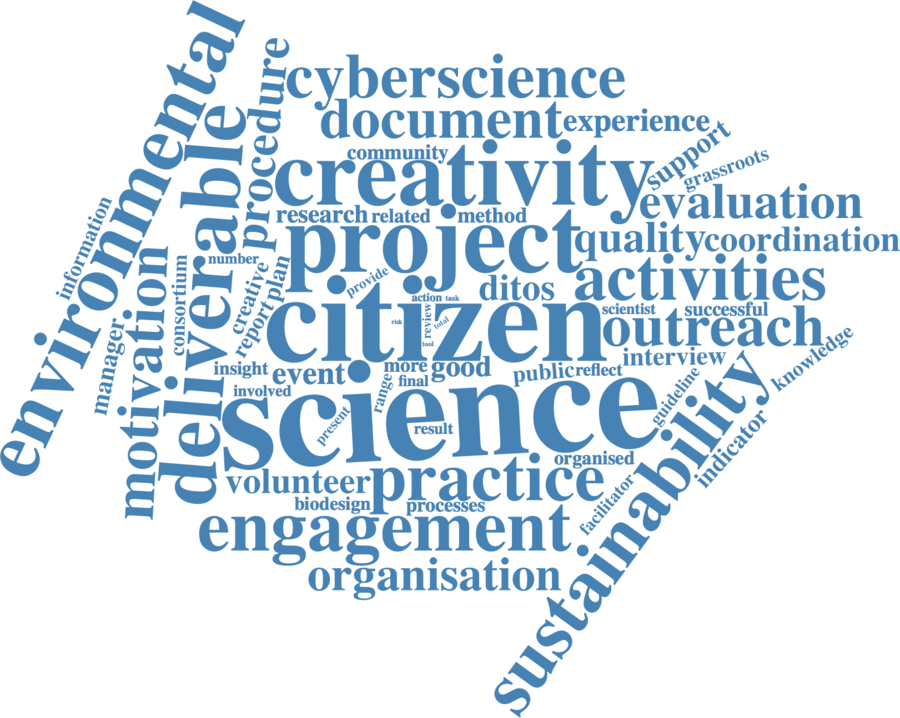 environmental
deliverable
procedure
cyberscience
document
experience
support
grassroots
community
creativity
evaluation
research
related
method
project
quality
coordination
information
motivation
consortium
number
creative
report
plan
provide
ditos
activities
action
task
citizen
scientist
successful
outreach
risk
review
total
tool
manager
insight
event
more
good
public
reflect
interview
knowledge
involved
final
range
science
present
result
guideline
sustainability
indicator
organised
volunteer
practice
facilitator
biodesign
processes
engagement
organisation